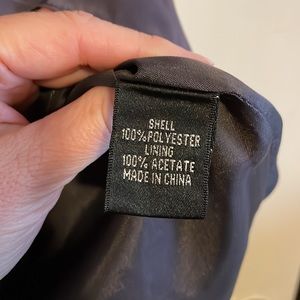 SHELL
100%POLYESTER
LINING
100% ACETATE
MADE IN CHINA